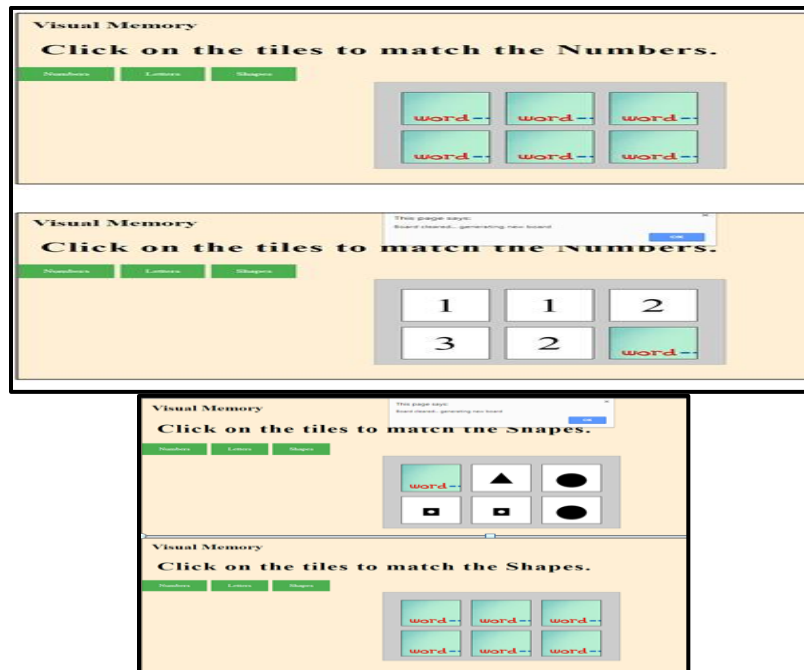 Visual Memory
Click on the tiles to match the Numbers.
Numbers Letters Shapes
word--
word--
word--
word--
word--
word--
Visual Memory
This page says:
Board cleared... generating new board
OK
Click on the tiles to match the Numbers.
Numbers Letters Shapes
1 1 2
3 2 word--
Visual Memory
This page says:
Board cleared... generating new board
OK
Click on the tiles to match the Shapes.
Numbers Letters Shapes
word--
Visual Memory
Click on the tiles to match the Shapes.
Numbers Letters Shapes
word-- word-- word--
word-- word-- word--